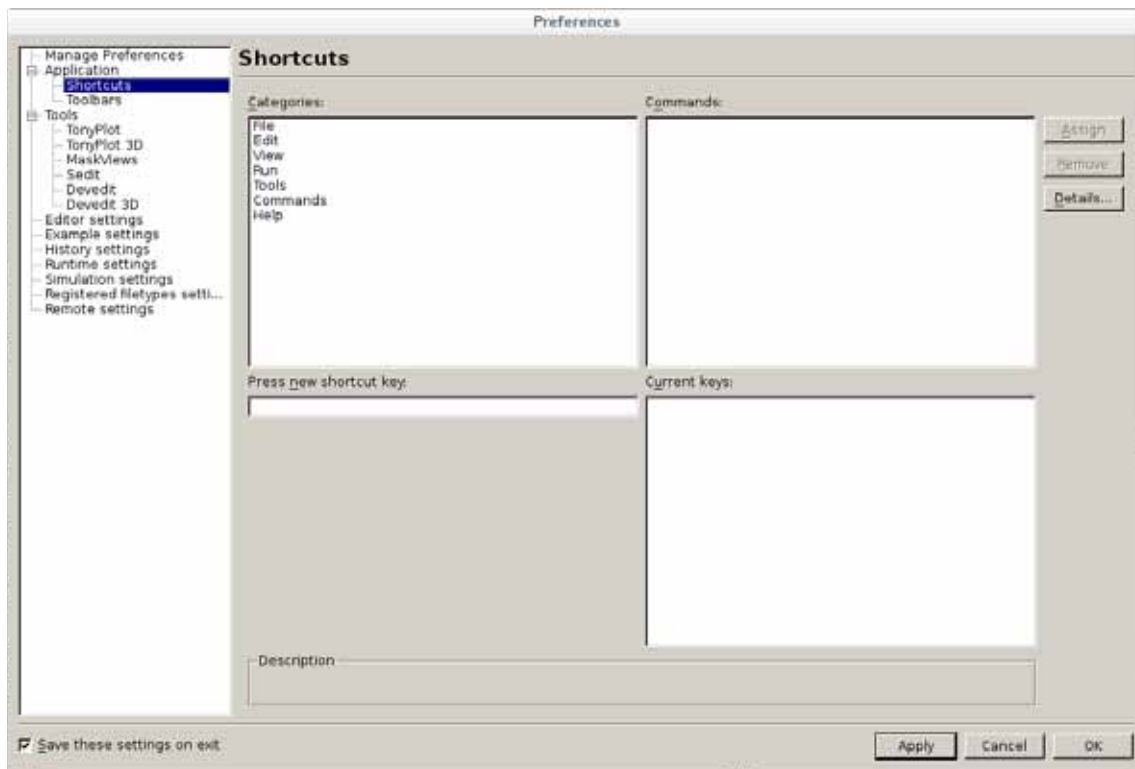 Preferences
Manage Preferences
Application
Shortcuts
Toolbars
Tools
TonyPlot
TonyPlot 3D
MaskViews
Sedit
Devedit
Devedit 3D
Editor settings
Example settings
History settings
Runtime settings
Simulation settings
Registered filetypes setti...
Remote settings
Shortcuts
Categories:
File
Edit
View
Run
Tools
Commands
Help
Commands:
Assign
Remove
Details...
Press new shortcut key:
Current keys:
Description
Save these settings on exit
Apply
Cancel
OK